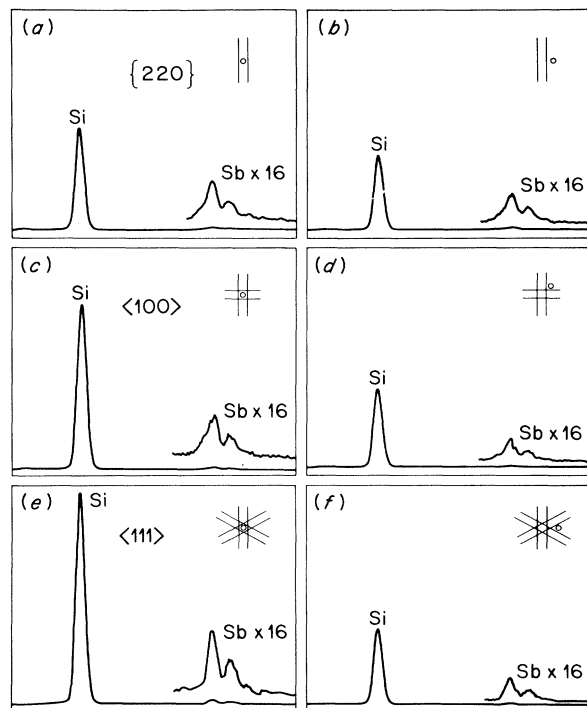 (a)
{220}
Si
Sb x 16
(b)
Si
Sb x 16
(c)
Si
<100>
Sb x 16
(d)
Si
Sb x 16
(e)
Si
<111>
Sb x 16
(f)
Si
Sb x 16